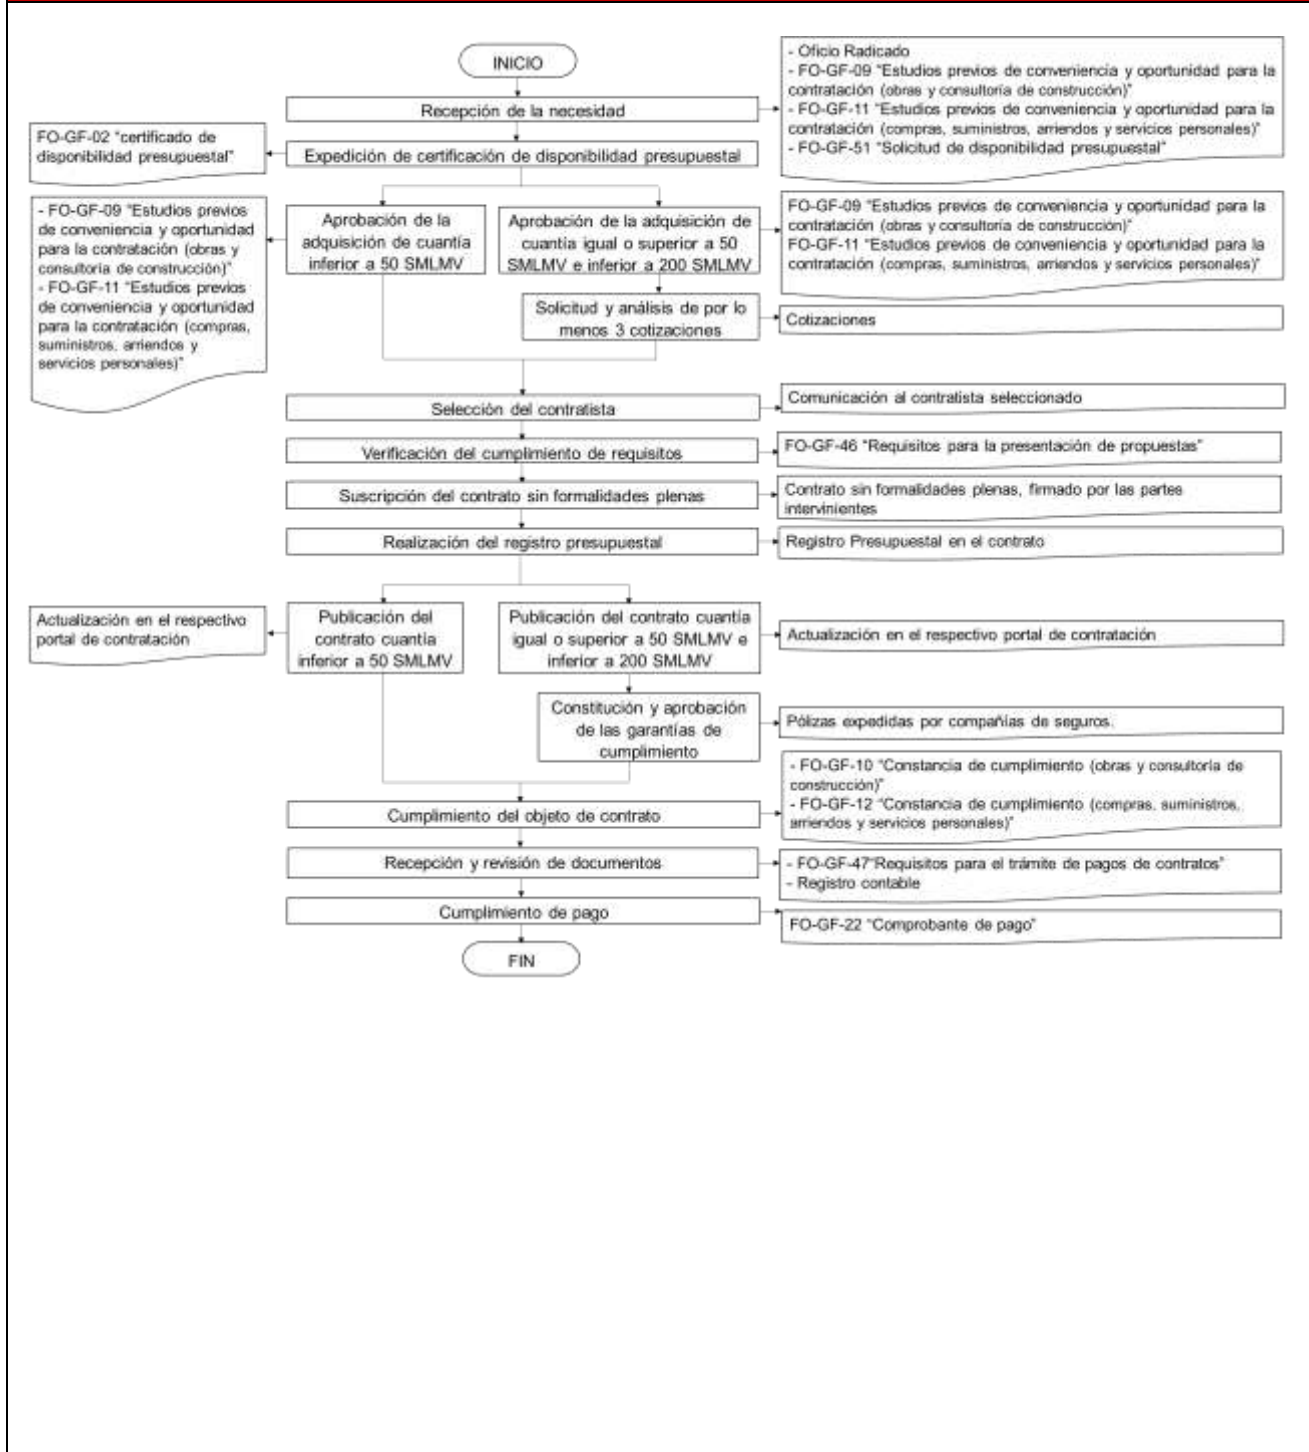 INICIO
Recepción de la necesidad
- Oficio Radicado
- FO-GF-09 "Estudios previos de conveniencia y oportunidad para la
contratación (obras y consultoría de construcción)"
- FO-GF-11 "Estudios previos de conveniencia y oportunidad para la
contratación (compras, suministros, arriendos y servicios personales)"
- FO-GF-51 "Solicitud de disponibilidad presupuestal"
FO-GF-02 "certificado de
disponibilidad presupuestal"
Expedición de certificación de disponibilidad presupuestal
- FO-GF-09 "Estudios previos
de conveniencia y oportunidad
para la contratación (obras y
consultoría de construcción)"
- FO-GF-11 "Estudios previos
de conveniencia y oportunidad
para la contratación (compras,
suministros, arriendos y
servicios personales)"
Aprobación de la
adquisición de cuantía
inferior a 50 SMLMV
Aprobación de la adquisición de
cuantía igual o superior a 50
SMLMV e inferior a 200 SMLMV
FO-GF-09 "Estudios previos de conveniencia y oportunidad para la
contratación (obras y consultoría de construcción)"
FO-GF-11 "Estudios previos de conveniencia y oportunidad para la
contratación (compras, suministros, arriendos y servicios personales)"
Solicitud y análisis de por lo
menos 3 cotizaciones
Cotizaciones
Selección del contratista
Comunicación al contratista seleccionado
Verificación del cumplimiento de requisitos
FO-GF-46 "Requisitos para la presentación de propuestas"
Suscripción del contrato sin formalidades plenas
Contrato sin formalidades plenas, firmado por las partes
intervinientes
Realización del registro presupuestal
Registro Presupuestal en el contrato
Actualización en el respectivo
portal de contratación
Publicación del
contrato cuantía
inferior a 50 SMLMV
Publicación del contrato cuantía
igual o superior a 50 SMLMV e
inferior a 200 SMLMV
Actualización en el respectivo portal de contratación
Constitución y aprobación
de las garantías de
cumplimiento
Pólizas expedidas por compañías de seguros.
- FO-GF-10 "Constancia de cumplimiento (obras y consultoría de
construcción)"
- FO-GF-12 "Constancia de cumplimiento (compras, suministros,
arriendos y servicios personales)"
Cumplimiento del objeto de contrato
Recepción y revisión de documentos
- FO-GF-47"Requisitos para el trámite de pagos de contratos"
- Registro contable
Cumplimiento de pago
FO-GF-22 "Comprobante de pago"
FIN